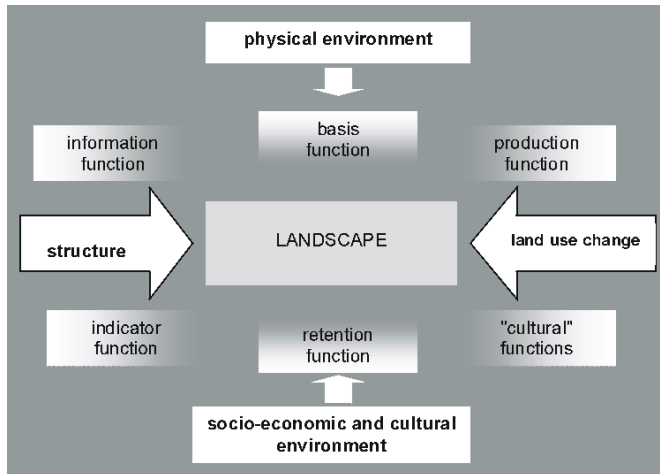 physical environment
basis
function
information
function
production
function
LANDSCAPE
structure
land use change
indicator
function
retention
function
"cultural"
functions
socio-economic and cultural
environment